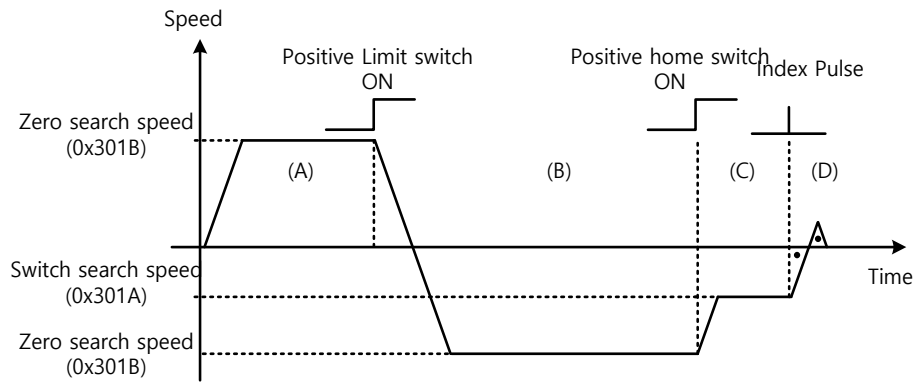 Speed
Positive Limit switch
ON
Positive home switch
ON
Index Pulse
Zero search speed
(0x301B)
(A)
(B)
(C)
(D)
Switch search speed
(0x301A)
Time
Zero search speed
(0x301B)